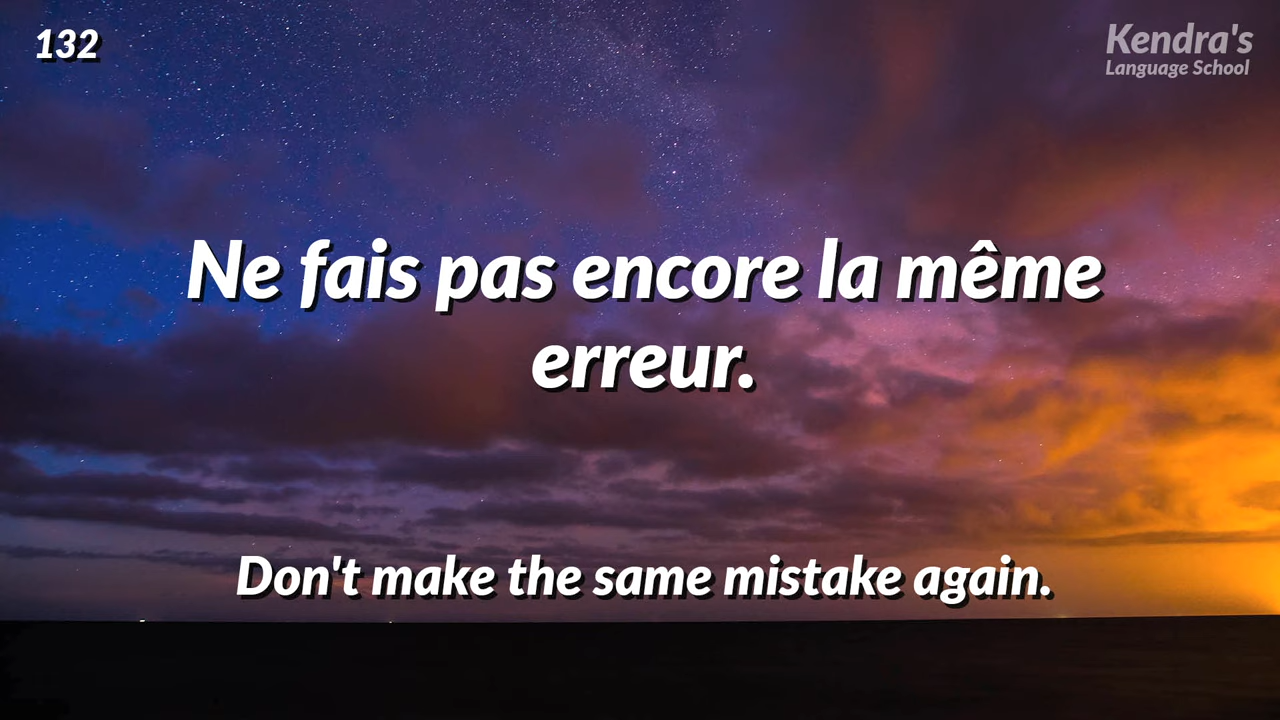 132
Kendra's
Language School
Ne fais pas encore la même
erreur.
Don't make the same mistake again.